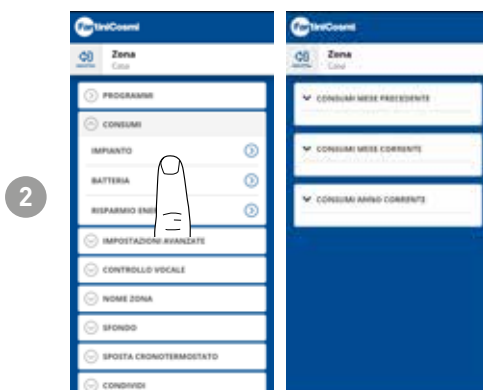 FantiniCosmi
Zona
Casa
PROGRAMMI
CONSUMI
IMPIANTO
BATTERIA
RISPARMIO
IMPOSTAZIONI AVANZATE
CONTROLLO VOCALE
NOME ZONA
SFONDO
SPOSTA CRONOTERMOSTATO
CONDIVIDI
2
FantiniCosmi
Zona
Casa
CONSUMI MESE PRECEDENTE
CONSUMI MESE CORRENTE
CONSUMI ANNO CORRENTE